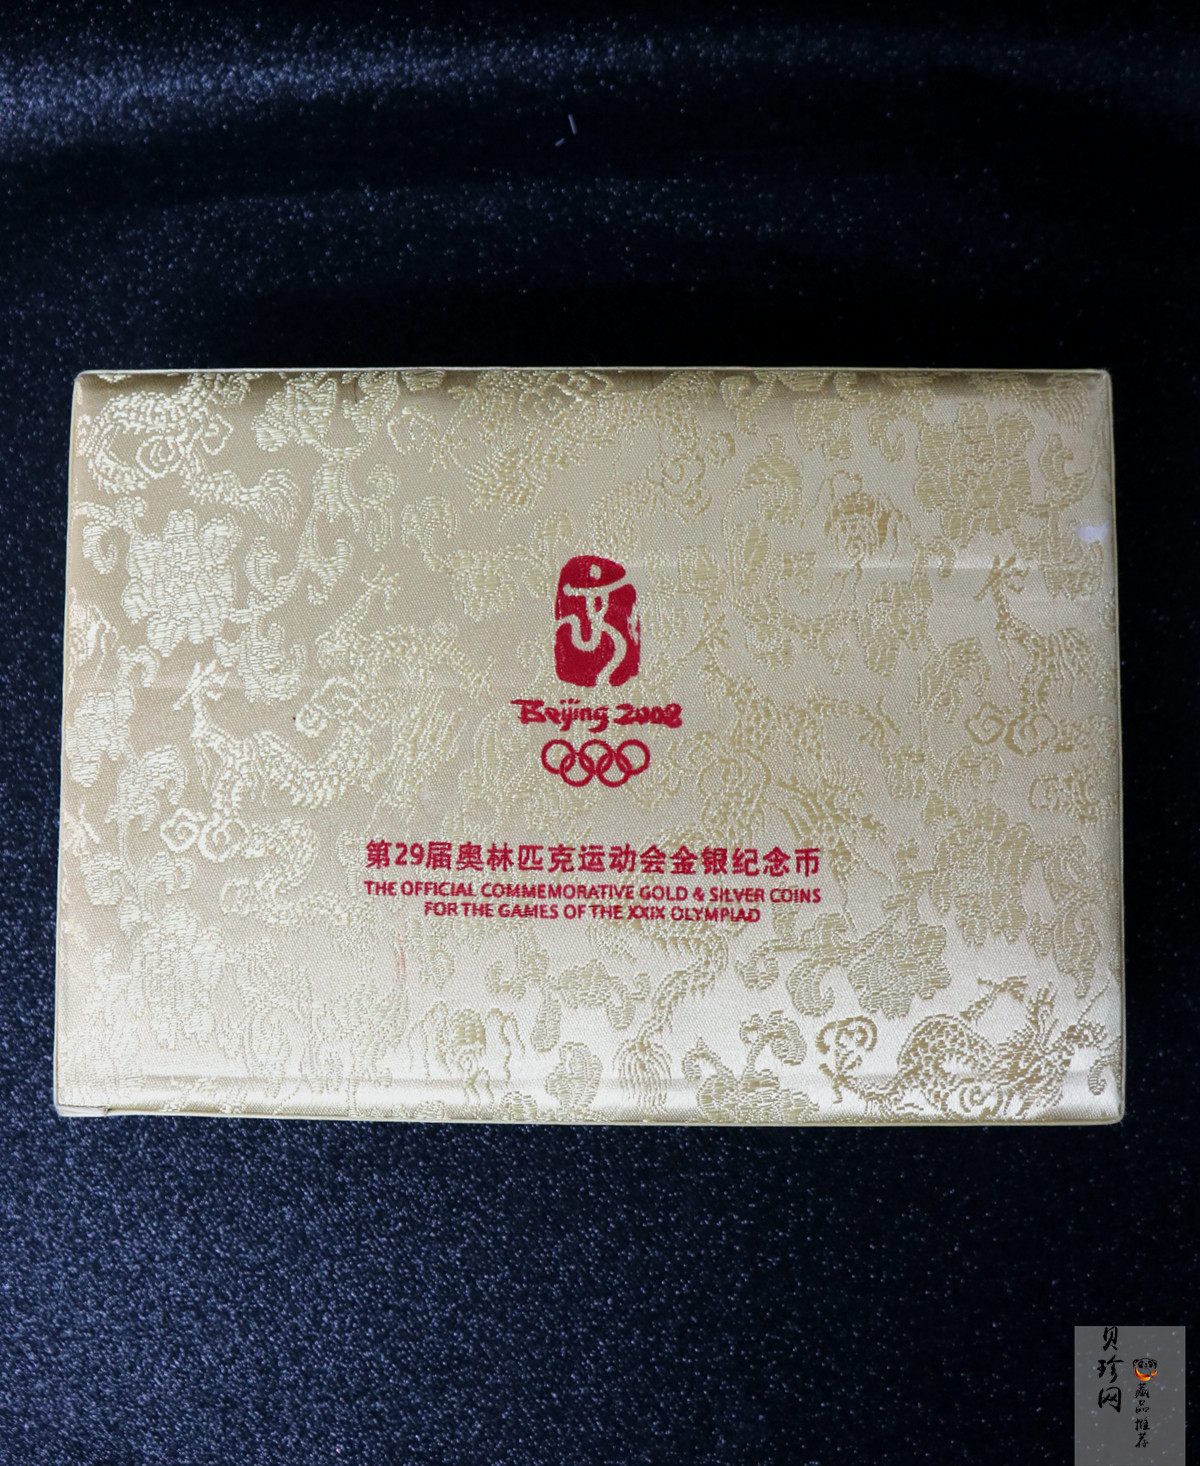 Beijing 2008
第29届奥林匹克运动会金银纪念币
THE OFFICIAL COMMEMORATIVE GOLD & SILVER COINS
FOR THE GAMES OF THE XXIX OLYMPIAD
贝珍网
藏品推荐